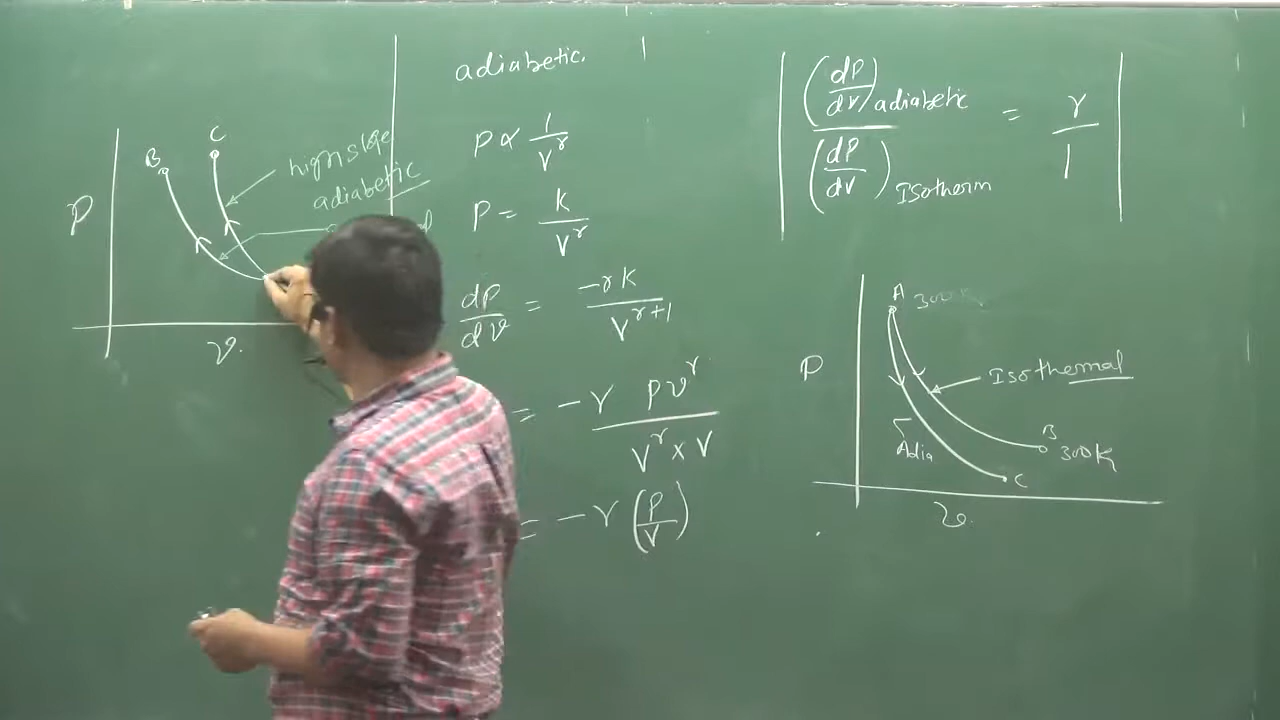 B
C
high slope
adiabetic
P
v.
adiabetic.
P ∝ 1/V^γ
P = K/V^γ
dP/dv = -γK/V^(γ+1)
= -γ Pv^γ/(V^γ × V)
= -γ (P/V)
(dP/dV) adiabetic / (dP/dV) Isotherm = γ/1
A 300K
P
Isothermal
Adia
B
300K
C
v.